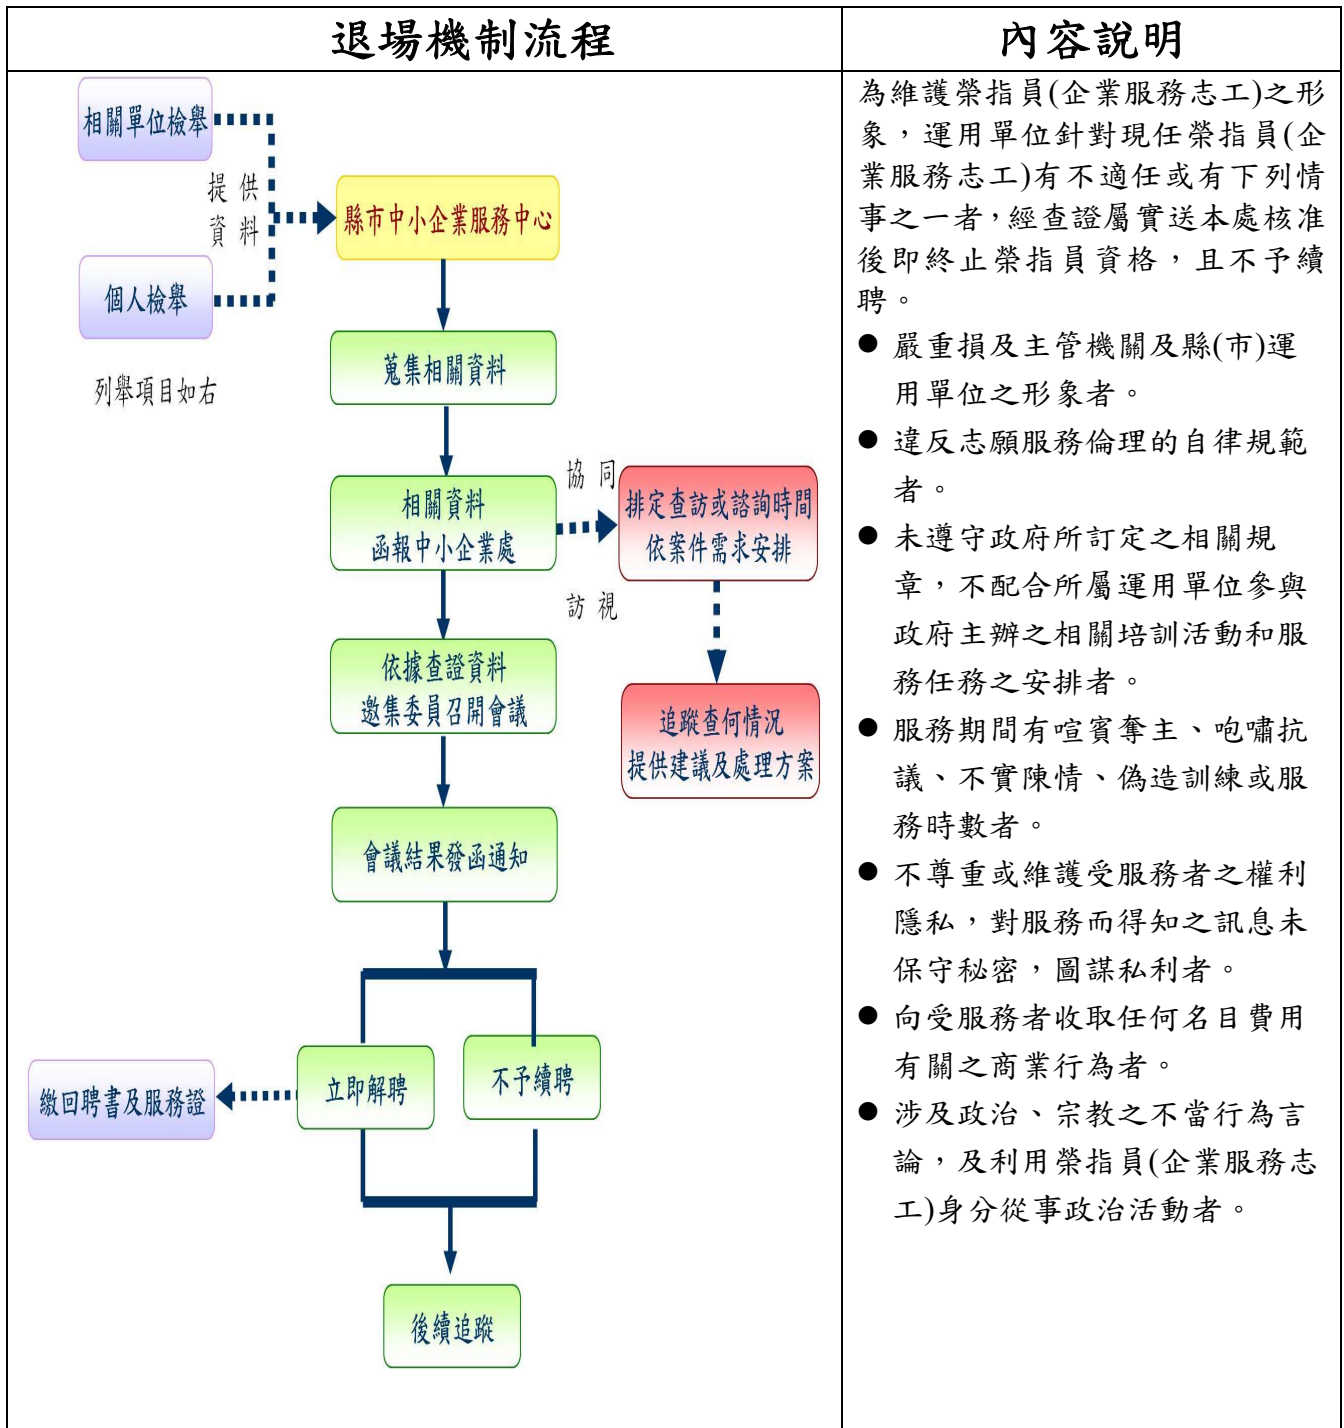 退場機制流程
內容說明
相關單位檢舉
提 供
資 料
縣市中小企業服務中心
個人檢舉
列舉項目如右
蒐集相關資料
相關資料
函報中小企業處
協 同
訪 視
排定查訪或諮詢時間
依案件需求安排
依據查證資料
邀集委員召開會議
追蹤查何情況
提供建議及處理方案
會議結果發函通知
立即解聘
不予續聘
繳回聘書及服務證
後續追蹤
為維護榮指員(企業服務志工)之形
象，運用單位針對現任榮指員(企
業服務志工)有不適任或有下列情
事之一者，經查證屬實送本處核准
後即終止榮指員資格，且不予續
聘。
● 嚴重損及主管機關及縣(市)運
用單位之形象者。
● 違反志願服務倫理的自律規範
者。
● 未遵守政府所訂定之相關規
章，不配合所屬運用單位參與
政府主辦之相關培訓活動和服
務任務之安排者。
● 服務期間有喧賓奪主、咆嘯抗
議、不實陳情、偽造訓練或服
務時數者。
● 不尊重或維護受服務者之權利
隱私，對服務而得知之訊息未
保守秘密，圖謀私利者。
● 向受服務者收取任何名目費用
有關之商業行為者。
● 涉及政治、宗教之不當行為言
論，及利用榮指員(企業服務志
工)身分從事政治活動者。